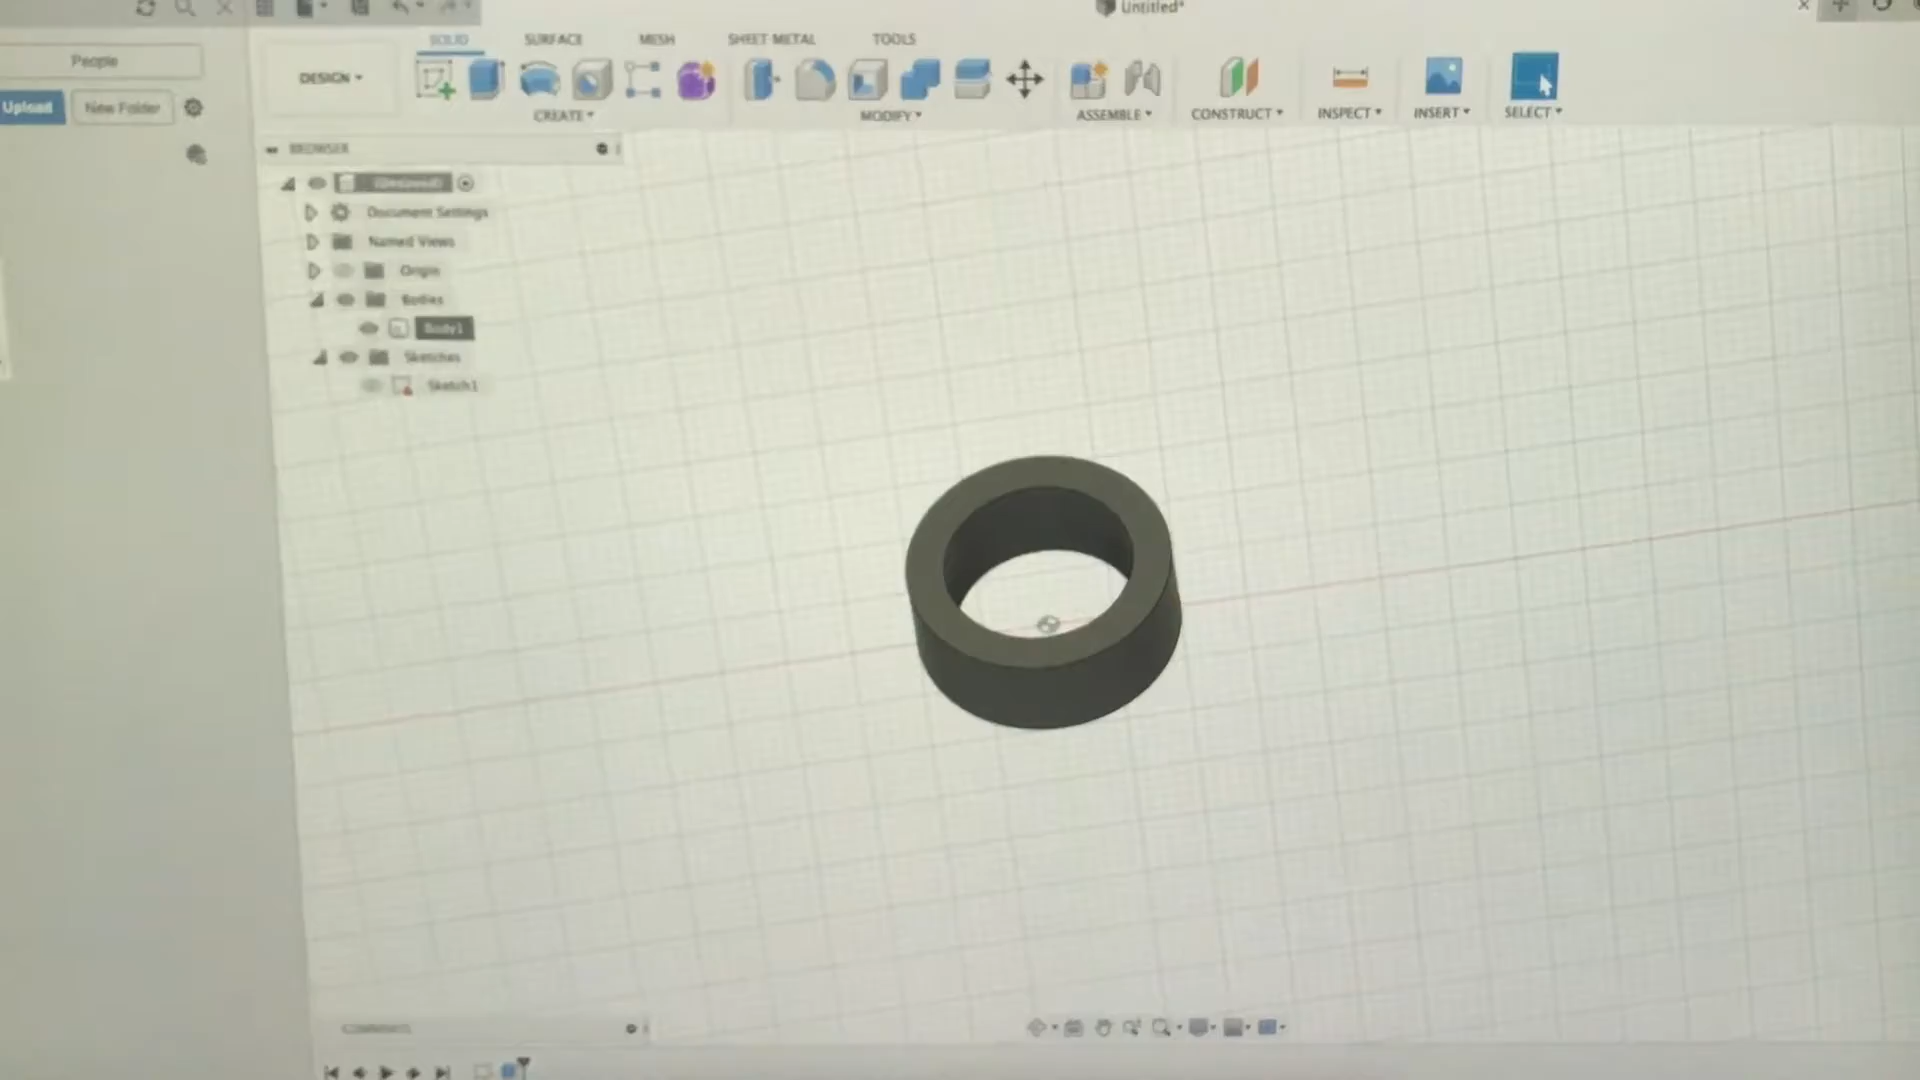 Untitled*
People
Upload
New Folder
SOLID
SURFACE
MESH
SHEET METAL
TOOLS
DESIGN
CREATE
MODIFY
ASSEMBLE
CONSTRUCT
INSPECT
INSERT
SELECT
BROWSER
(Unsaved)
Document Settings
Named Views
Origin
Bodies
Body1
Sketches
Sketch1
COMMENTS